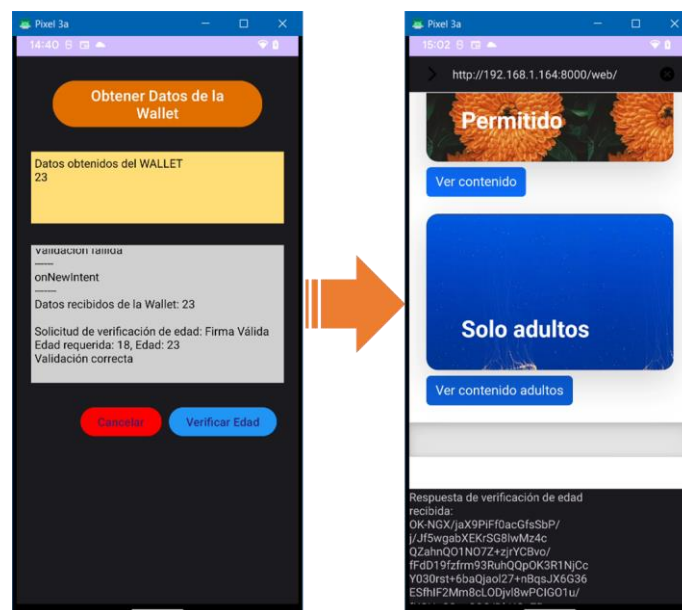 Pixel 3a
14:40
Obtener Datos de la
Wallet
Datos obtenidos del WALLET
23
Validación fallida
------
onNewIntent
-------
Datos recibidos de la Wallet: 23
Solicitud de verificación de edad: Firma Válida
Edad requerida: 18, Edad: 23
Validación correcta
Cancelar
Verificar Edad
Pixel 3a
15:02
http://192.168.1.164:8000/web/
Permitido
Ver contenido
Solo adultos
Ver contenido adultos
Respuesta de verificación de edad
recibida:
OK-NGX/jaX9PiFf0acGfsSbP/
j/Jf5wgabXEKrSG8lwMz4c
QZahnQO1NO7Z+zjrYCBvo/
fFdD19fzfrm93RuhQQpOK3R1NjCc
Y030rst+6baQjaol27+nBqsJX6G36
ESfhIF2Mm8cLODjvl8wPCIGO1u/